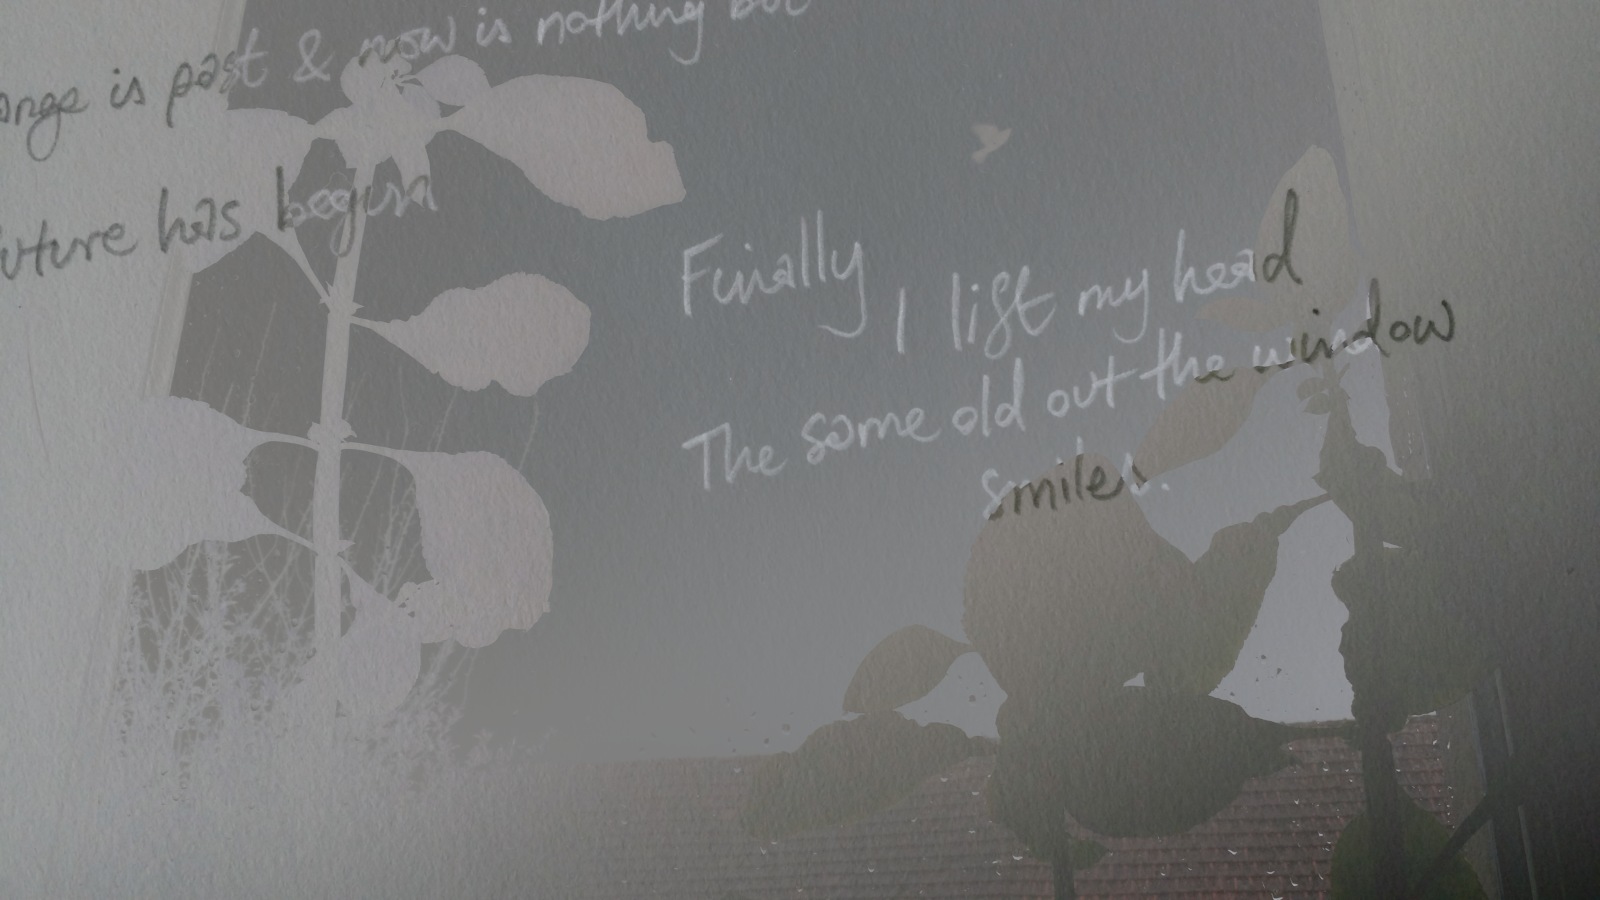 is past & now is nothing but
future has begun
Finally
I lift my head
The same old out the window
smiles.